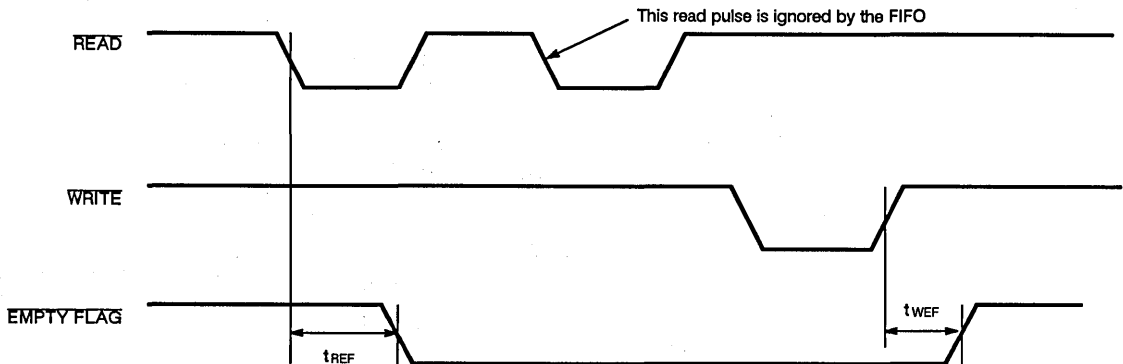 This read pulse is ignored by the FIFO
READ
WRITE
EMPTY FLAG
tWEF
tREF